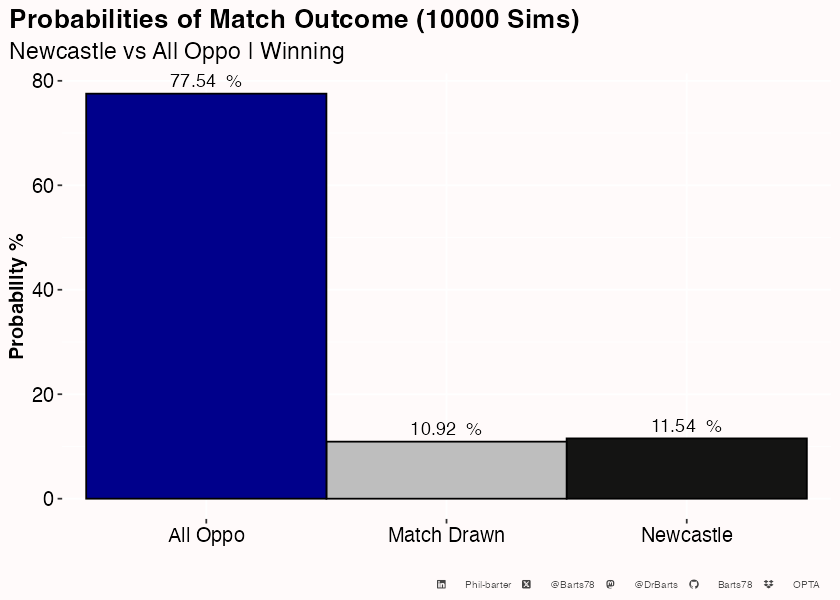 Probabilities of Match Outcome (10000 Sims)
Newcastle vs All Oppo | Winning
77.54 %
80
60
40
20
0
Probability %
10.92 %
11.54 %
All Oppo Match Drawn Newcastle
Phil-barter @Barts78 @DrBarts Barts78 OPTA